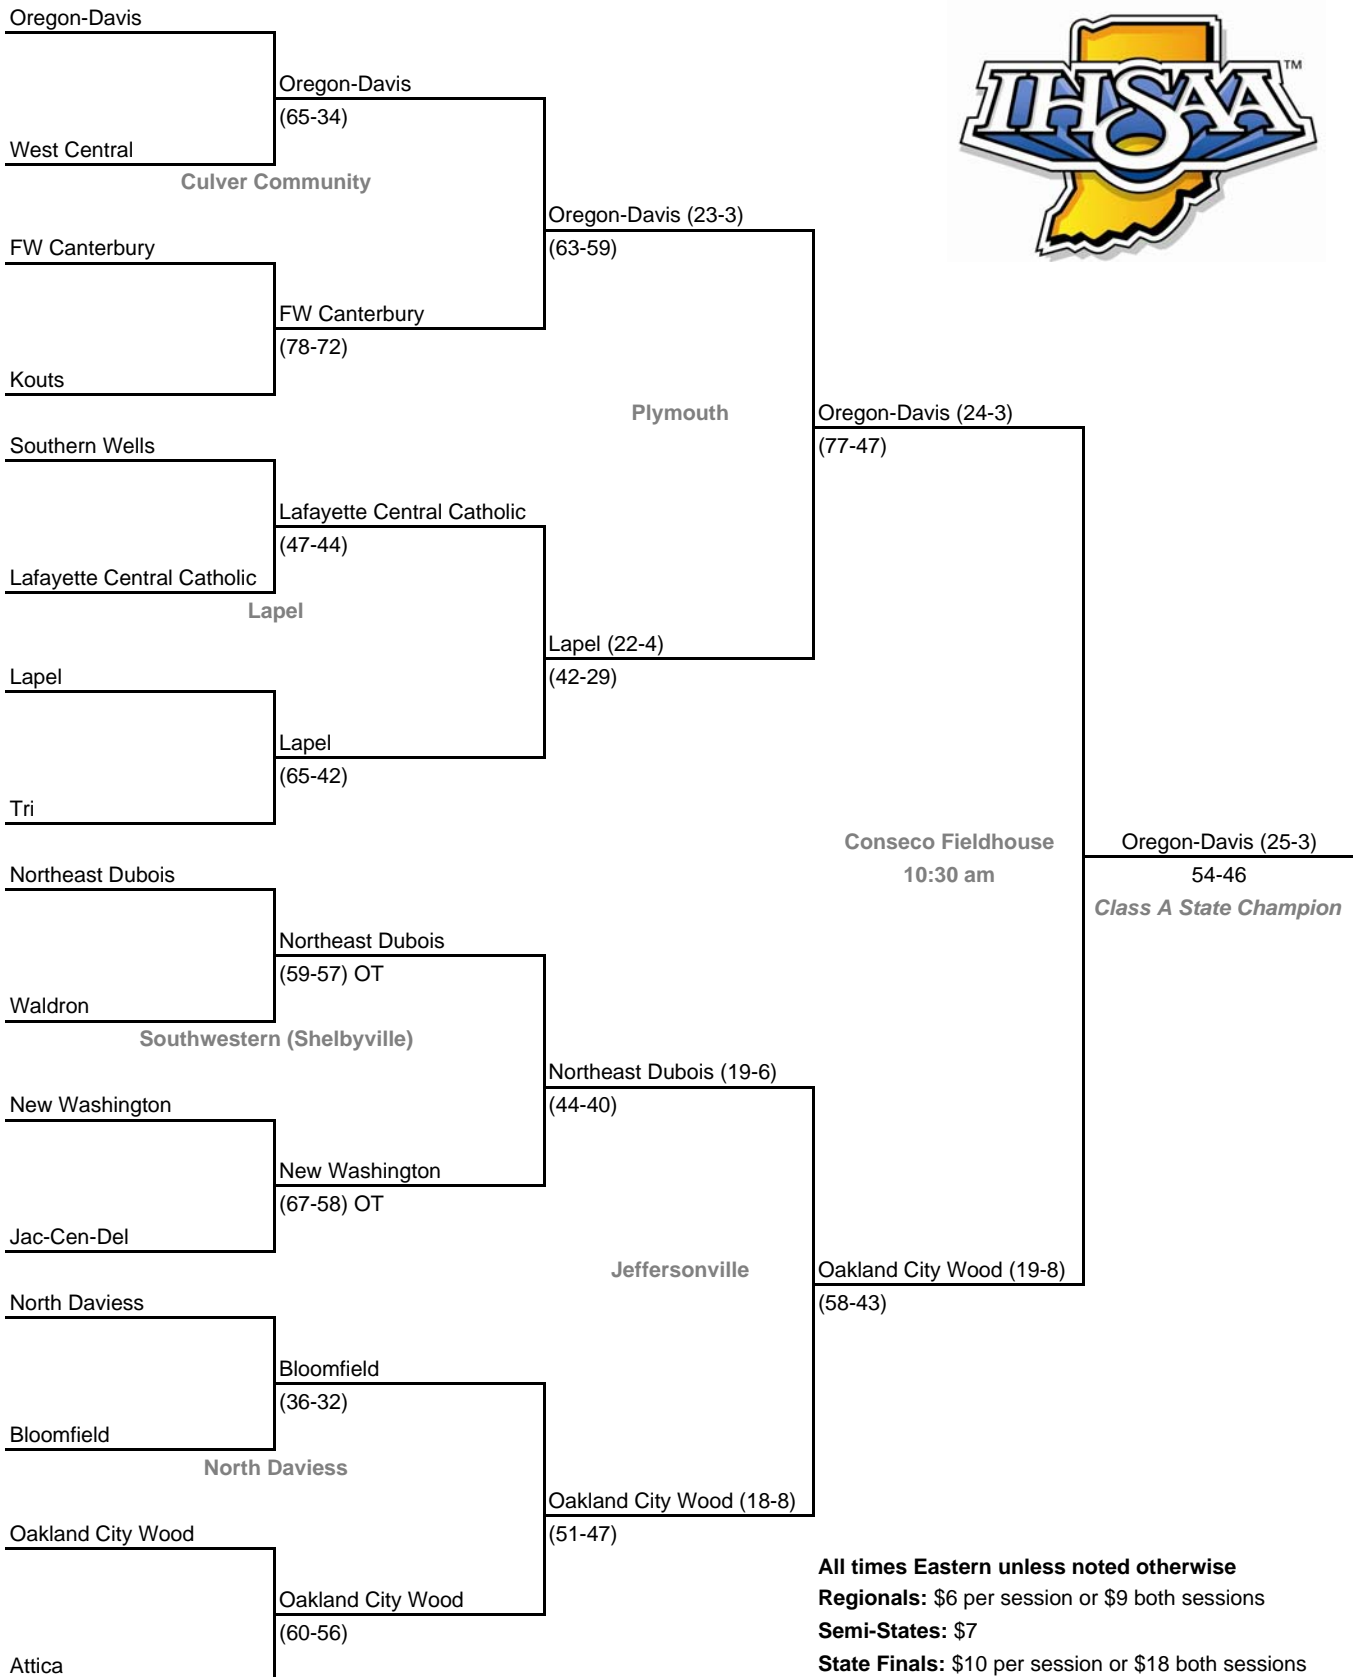 Oregon-Davis
IHSAA™
Oregon-Davis
(65-34)
West Central
Culver Community
Oregon-Davis (23-3)
(63-59)
FW Canterbury
FW Canterbury
(78-72)
Kouts
Plymouth
Oregon-Davis (24-3)
(77-47)
Southern Wells
Lafayette Central Catholic
(47-44)
Lafayette Central Catholic
Lapel
Lapel (22-4)
(42-29)
Lapel
Lapel
(65-42)
Tri
Conseco Fieldhouse
10:30 am
Oregon-Davis (25-3)
54-46
Class A State Champion
Northeast Dubois
Northeast Dubois
(59-57) OT
Waldron
Southwestern (Shelbyville)
Northeast Dubois (19-6)
(44-40)
New Washington
New Washington
(67-58) OT
Jac-Cen-Del
Jeffersonville
Oakland City Wood (19-8)
(58-43)
North Daviess
Bloomfield
(36-32)
Bloomfield
North Daviess
Oakland City Wood (18-8)
(51-47)
Oakland City Wood
Oakland City Wood
(60-56)
Attica
All times Eastern unless noted otherwise
Regionals: $6 per session or $9 both sessions
Semi-States: $7
State Finals: $10 per session or $18 both sessions